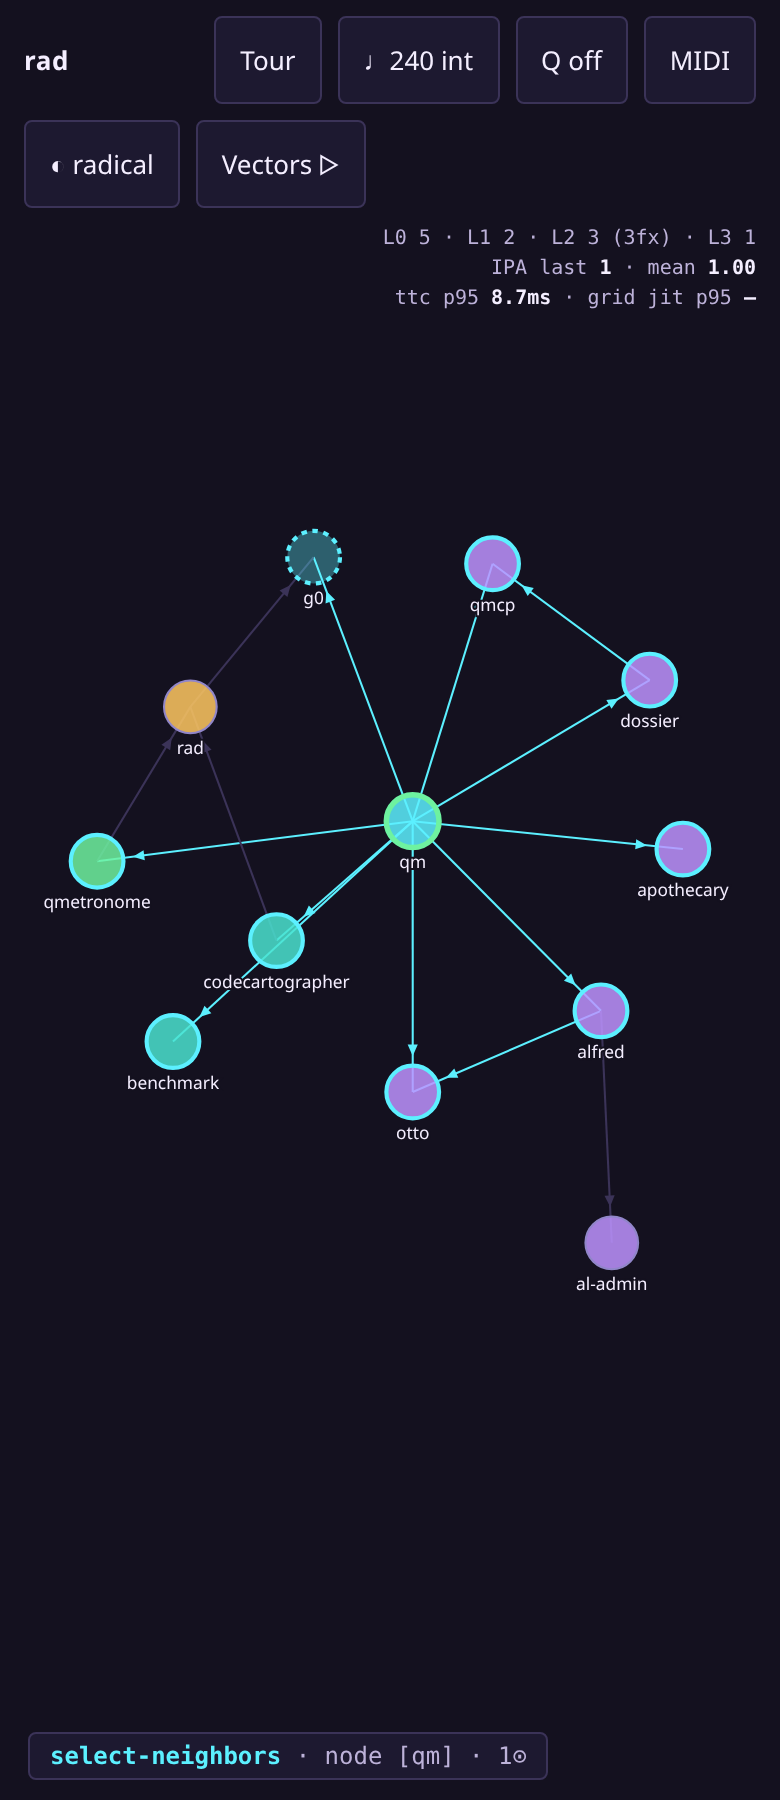 rad
Tour
♩ 240 int
Q off
MIDI
◐ radical
Vectors ▷
L0 5 · L1 2 · L2 3 (3fx) · L3 1
IPA last 1 · mean 1.00
ttc p95 8.7ms · grid jit p95 —
g0
qmcp
dossier
rad
qm
apothecary
qmetronome
codecartographer
alfred
benchmark
otto
al-admin
select-neighbors · node [qm] · 1⊙